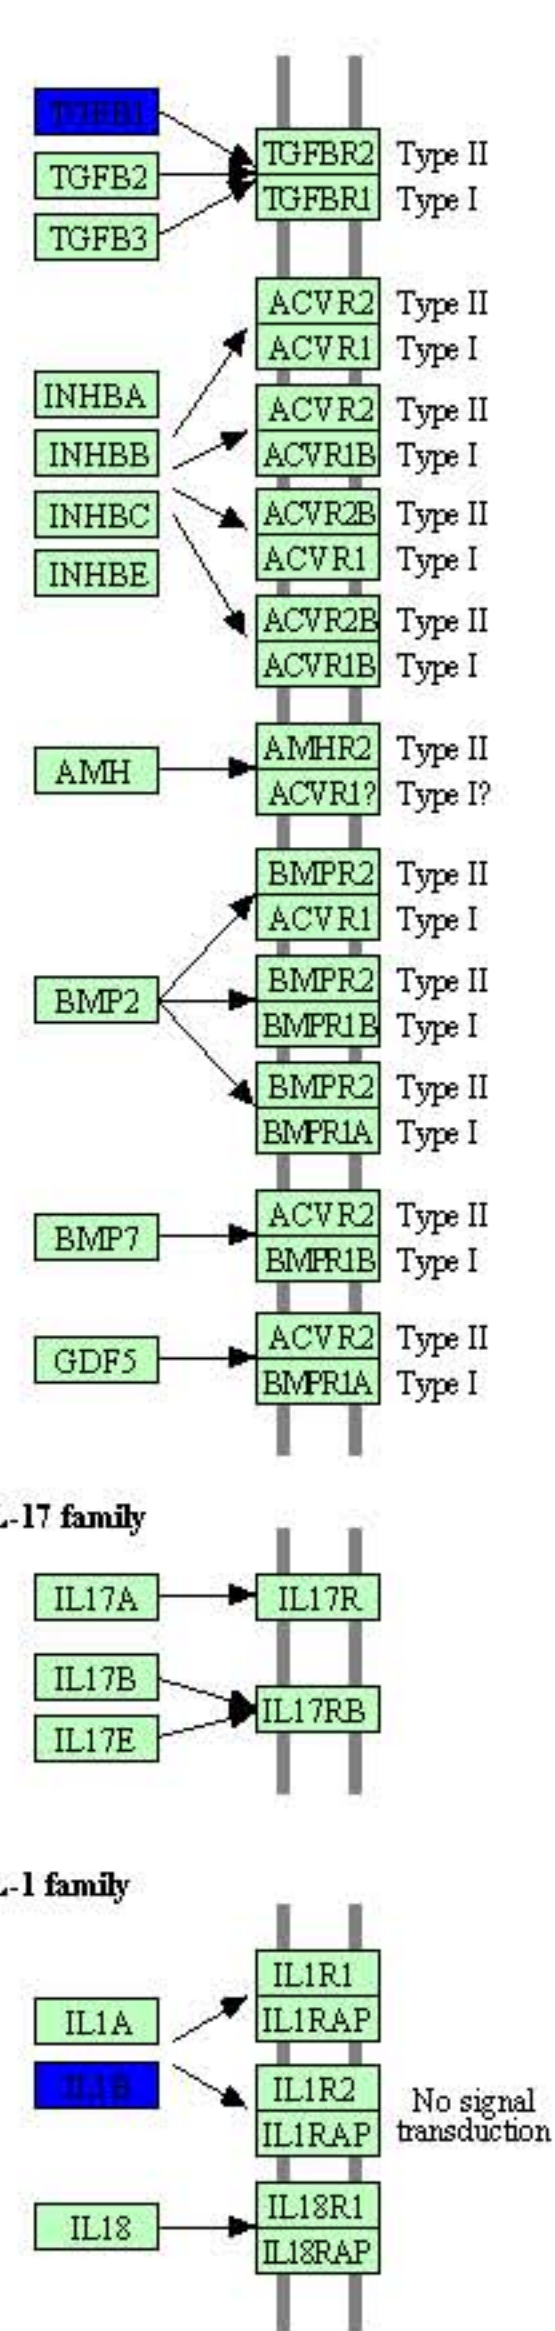 TGFB1
TGFBR2 Type II
TGFB2
TGFBR1 Type I
TGFB3
ACVR2 Type II
ACVR1 Type I
INHBA
ACVR2 Type II
INHBB
ACVR1B Type I
INHBC
ACVR2B Type II
ACVR1 Type I
INHBE
ACVR2B Type II
ACVR1B Type I
AMHR2 Type II
AMH
ACVR1? Type I?
BMPR2 Type II
ACVR1 Type I
BMPR2 Type II
BMP2
BMPR1B Type I
BMPR2 Type II
BMPR1A Type I
ACVR2 Type II
BMP7
BMPR1B Type I
ACVR2 Type II
GDF5
BMPR1A Type I
L-17 family
IL17A IL17R
IL17B
IL17RB
IL17E
L-1 family
IL1R1
IL1A
IL1RAP
IL1B
IL1R2
No signal
IL1RAP
transduction
IL18R1
IL18
IL18RAP